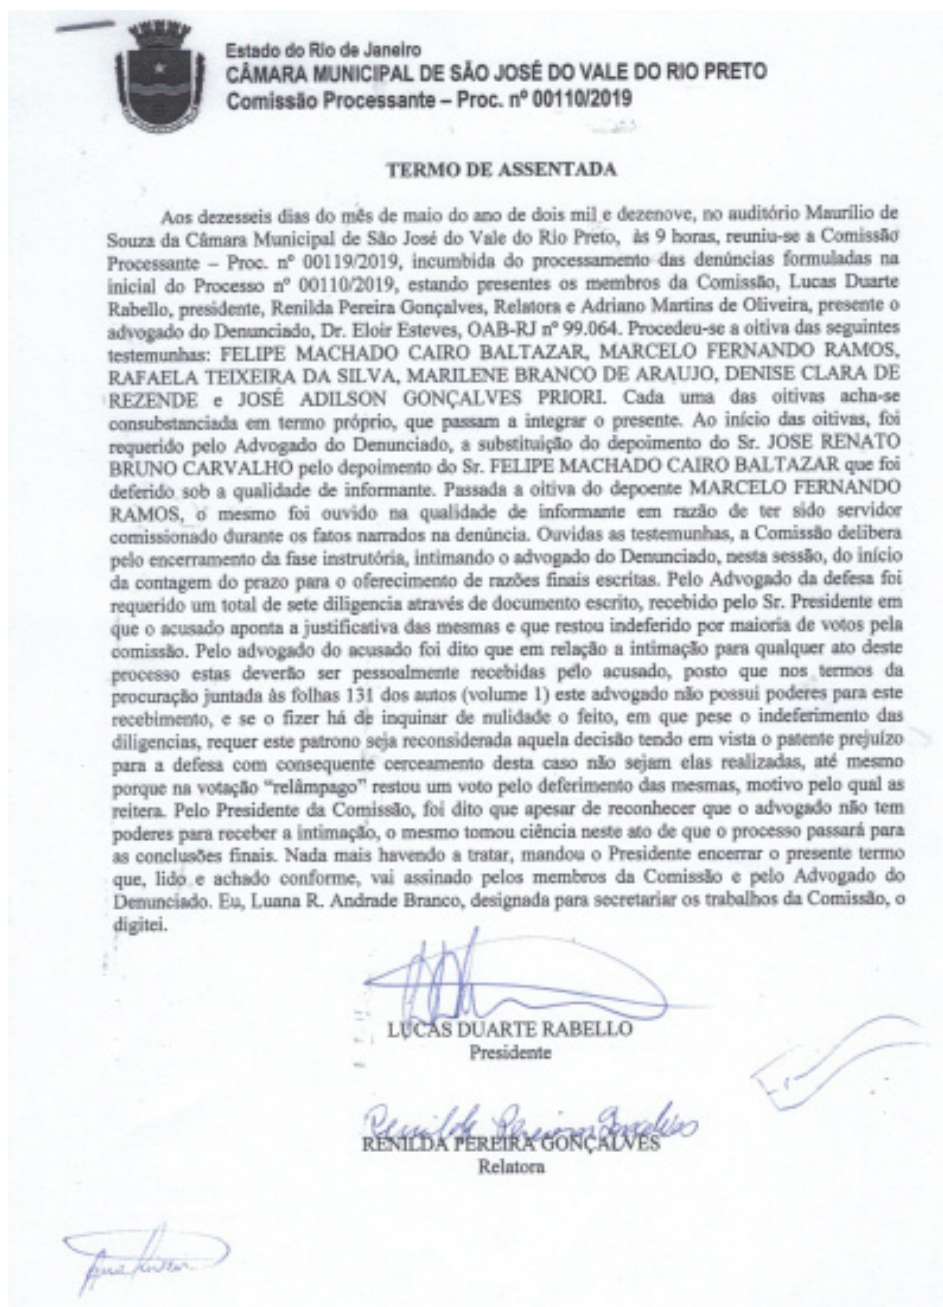 Estado do Rio de Janeiro
CÂMARA MUNICIPAL DE SÃO JOSÉ DO VALE DO RIO PRETO
Comissão Processante – Proc. nº 00110/2019
TERMO DE ASSENTADA
Aos dezesseis dias do mês de maio do ano de dois mil e dezenove, no auditório Maurílio de
Souza da Câmara Municipal de São José do Vale do Rio Preto, às 9 horas, reuniu-se a Comissão
Processante – Proc. nº 00119/2019, incumbida do processamento das denúncias formuladas na
inicial do Processo nº 00110/2019, estando presentes os membros da Comissão, Lucas Duarte
Rabello, presidente, Renilda Pereira Gonçalves, Relatora e Adriano Martins de Oliveira, presente o
advogado do Denunciado, Dr. Eloir Esteves, OAB-RJ nº 99.064. Procedeu-se a oitiva das seguintes
testemunhas: FELIPE MACHADO CAIRO BALTAZAR, MARCELO FERNANDO RAMOS,
RAFAELA TEIXEIRA DA SILVA, MARILENE BRANCO DE ARAUJO, DENISE CLARA DE
REZENDE e JOSÉ ADILSON GONÇALVES PRIORI. Cada uma das oitivas acha-se
consubstanciada em termo próprio, que passam a integrar o presente. Ao início das oitivas, foi
requerido pelo Advogado do Denunciado, a substituição do depoimento do Sr. JOSE RENATO
BRUNO CARVALHO pelo depoimento do Sr. FELIPE MACHADO CAIRO BALTAZAR que foi
deferido sob a qualidade de informante. Passada a oitiva do depoente MARCELO FERNANDO
RAMOS, o mesmo foi ouvido na qualidade de informante em razão de ter sido servidor
comissionado durante os fatos narrados na denúncia. Ouvidas as testemunhas, a Comissão delibera
pelo encerramento da fase instrutória, intimando o advogado do Denunciado, nesta sessão, do início
da contagem do prazo para o oferecimento de razões finais escritas. Pelo Advogado da defesa foi
requerido um total de sete diligencia através de documento escrito, recebido pelo Sr. Presidente em
que o acusado aponta a justificativa das mesmas e que restou indeferido por maioria de votos pela
comissão. Pelo advogado do acusado foi dito que em relação a intimação para qualquer ato deste
processo estas deverão ser pessoalmente recebidas pelo acusado, posto que nos termos da
procuração juntada às folhas 131 dos autos (volume 1) este advogado não possui poderes para este
recebimento, e se o fizer há de inquinar de nulidade o feito, em que pese o indeferimento das
diligencias, requer este patrono seja reconsiderada aquela decisão tendo em vista o patente prejuízo
para a defesa com consequente cerceamento desta caso não sejam elas realizadas, até mesmo
porque na votação “relâmpago” restou um voto pelo deferimento das mesmas, motivo pelo qual as
reitera. Pelo Presidente da Comissão, foi dito que apesar de reconhecer que o advogado não tem
poderes para receber a intimação, o mesmo tomou ciência neste ato de que o processo passará para
as conclusões finais. Nada mais havendo a tratar, mandou o Presidente encerrar o presente termo
que, lido e achado conforme, vai assinado pelos membros da Comissão e pelo Advogado do
Denunciado. Eu, Luana R. Andrade Branco, designada para secretariar os trabalhos da Comissão, o
digitei.
LUCAS DUARTE RABELLO
Presidente
Renilda Pereira Gonçalves
RENILDA PEREIRA GONÇALVES
Relatora